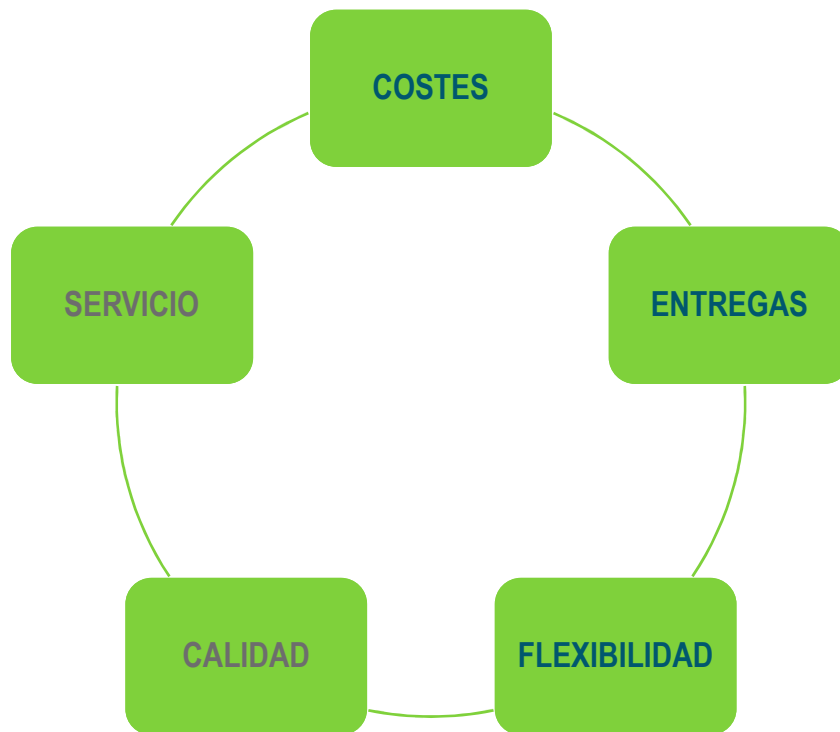 COSTES
SERVICIO
ENTREGAS
CALIDAD
FLEXIBILIDAD